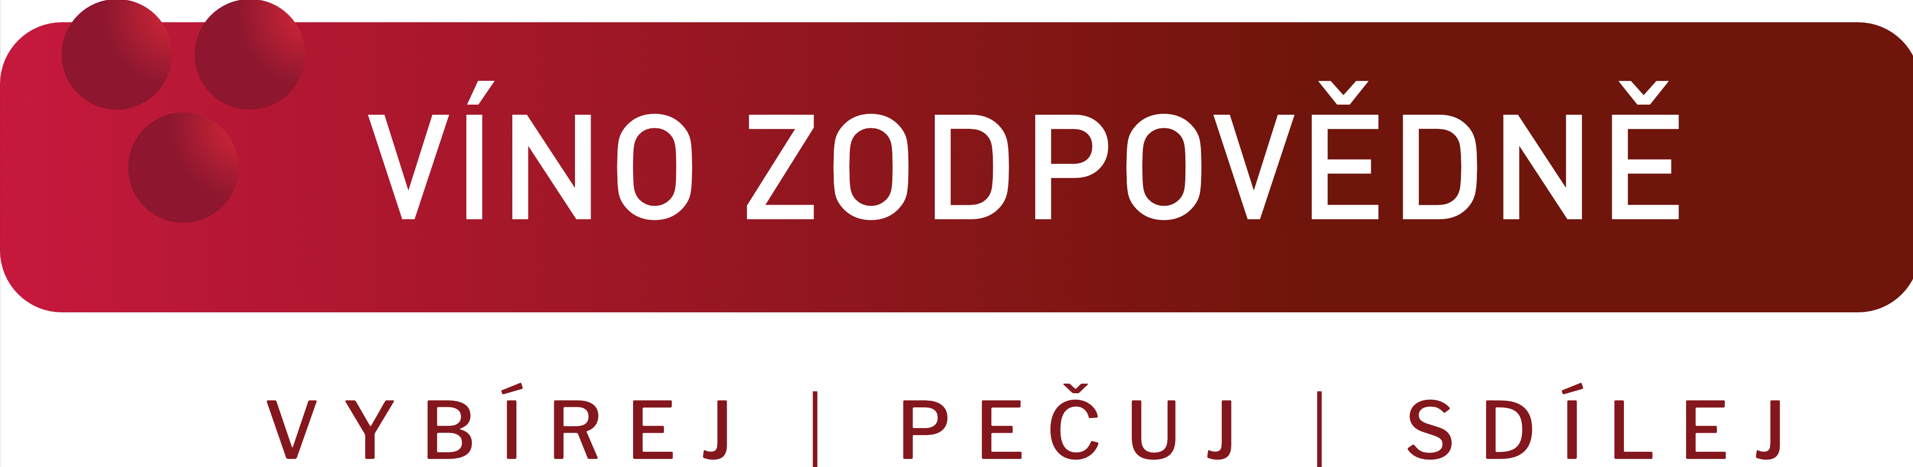 VÍNO ZODPOVĚDNĚ
VYBÍREJ | PEČUJ | SDÍLEJ